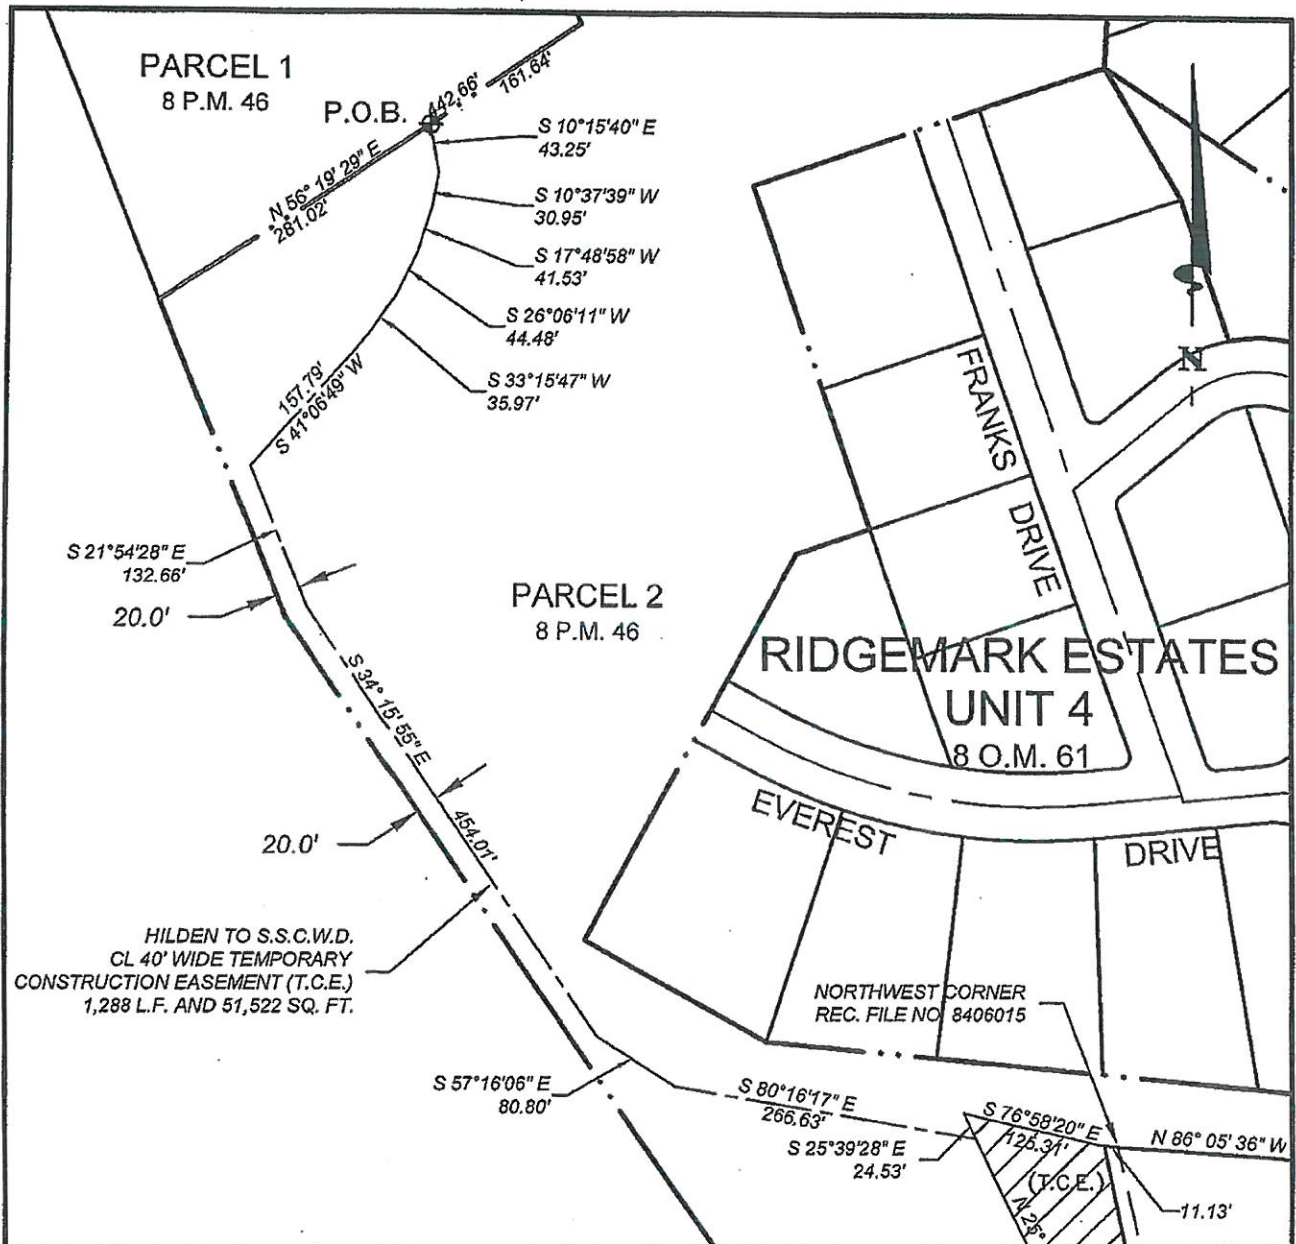 PARCEL 1
8 P.M. 46
P.O.B.
442.66'
161.64'
N 56° 19' 29" E
281.02'
S 10°15'40" E
43.25'
S 10°37'39" W
30.95'
S 17°48'58" W
41.53'
S 26°06'11" W
44.48'
S 33°15'47" W
35.97'
157.79'
S 41°06'49" W
N
FRANKS
DRIVE
S 21°54'28" E
132.66'
20.0'
PARCEL 2
8 P.M. 46
RIDGEMARK ESTATES
UNIT 4
8 O.M. 61
S 34° 15' 55" E
454.01'
20.0'
EVEREST
DRIVE
HILDEN TO S.S.C.W.D.
CL 40' WIDE TEMPORARY
CONSTRUCTION EASEMENT (T.C.E.)
1,288 L.F. AND 51,522 SQ. FT.
NORTHWEST CORNER
REC. FILE NO. 8406015
S 57°16'06" E
80.80'
S 80°16'17" E
266.63'
S 76°58'20" E
125.31'
N 86° 05' 36" W
S 25°39'28" E
24.53'
(T.C.E.)
11.13'
N 25°